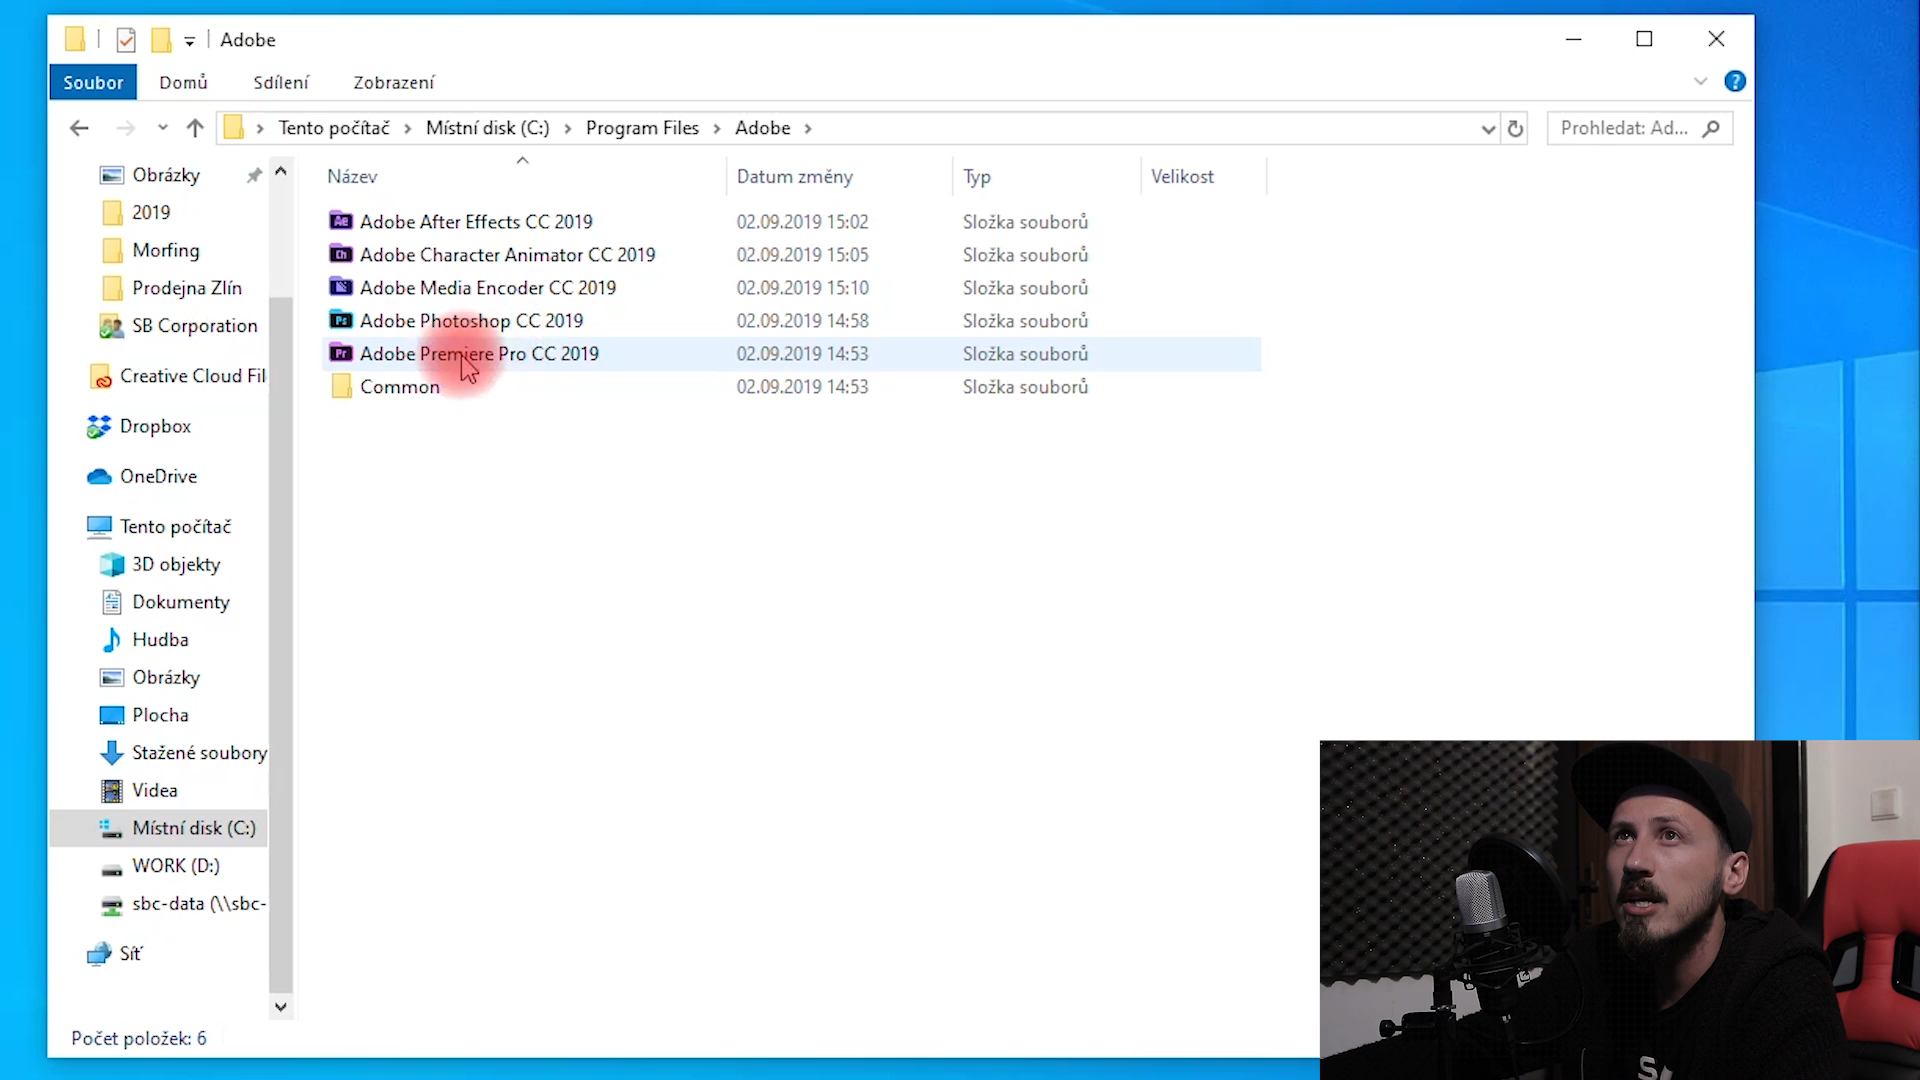 Adobe
Soubor Domů Sdílení Zobrazení
Tento počítač Místní disk (C:) Program Files Adobe
Prohledat: Ad...
Název Datum změny Typ Velikost
Adobe After Effects CC 2019 02.09.2019 15:02 Složka souborů
Adobe Character Animator CC 2019 02.09.2019 15:05 Složka souborů
Adobe Media Encoder CC 2019 02.09.2019 15:10 Složka souborů
Adobe Photoshop CC 2019 02.09.2019 14:58 Složka souborů
Adobe Premiere Pro CC 2019 02.09.2019 14:53 Složka souborů
Common 02.09.2019 14:53 Složka souborů
Obrázky
2019
Morfing
Prodejna Zlín
SB Corporation
Creative Cloud Fil
Dropbox
OneDrive
Tento počítač
3D objekty
Dokumenty
Hudba
Obrázky
Plocha
Stažené soubory
Videa
Místní disk (C:)
WORK (D:)
sbc-data (\\sbc-
Síť
Počet položek: 6